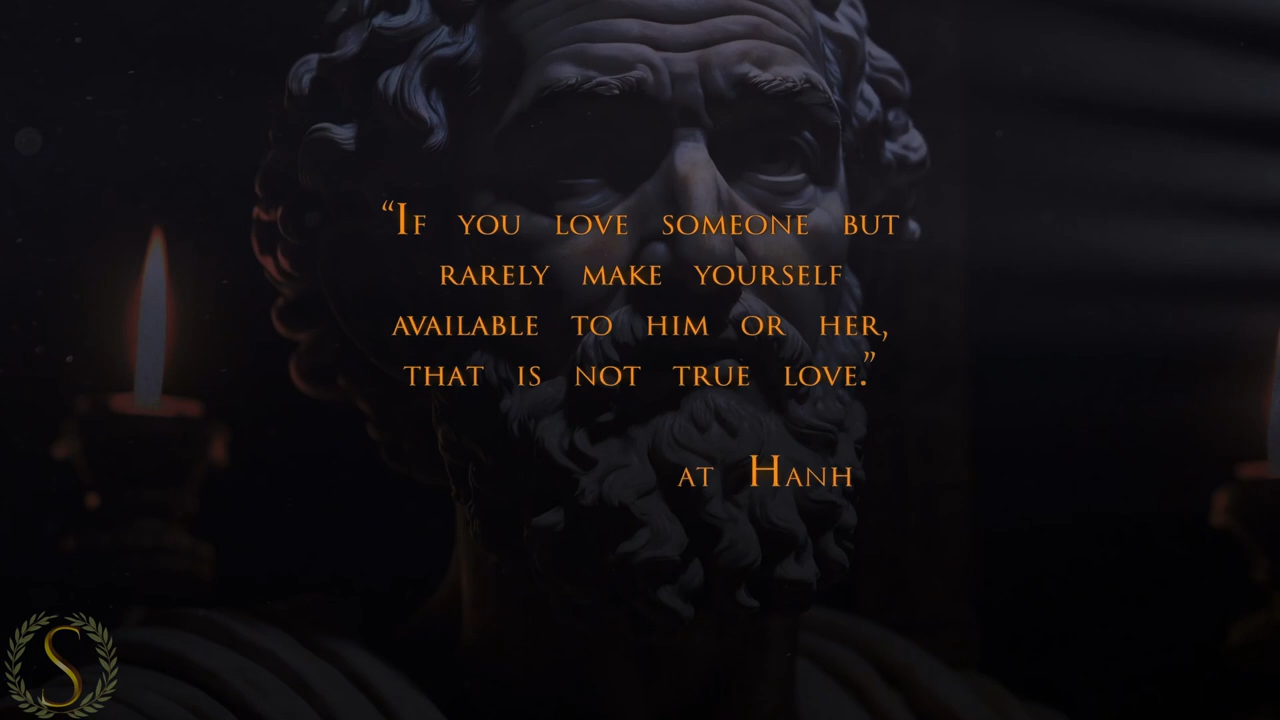 “If you love someone but
rarely make yourself
available to him or her,
that is not true love.”
at Hanh
S